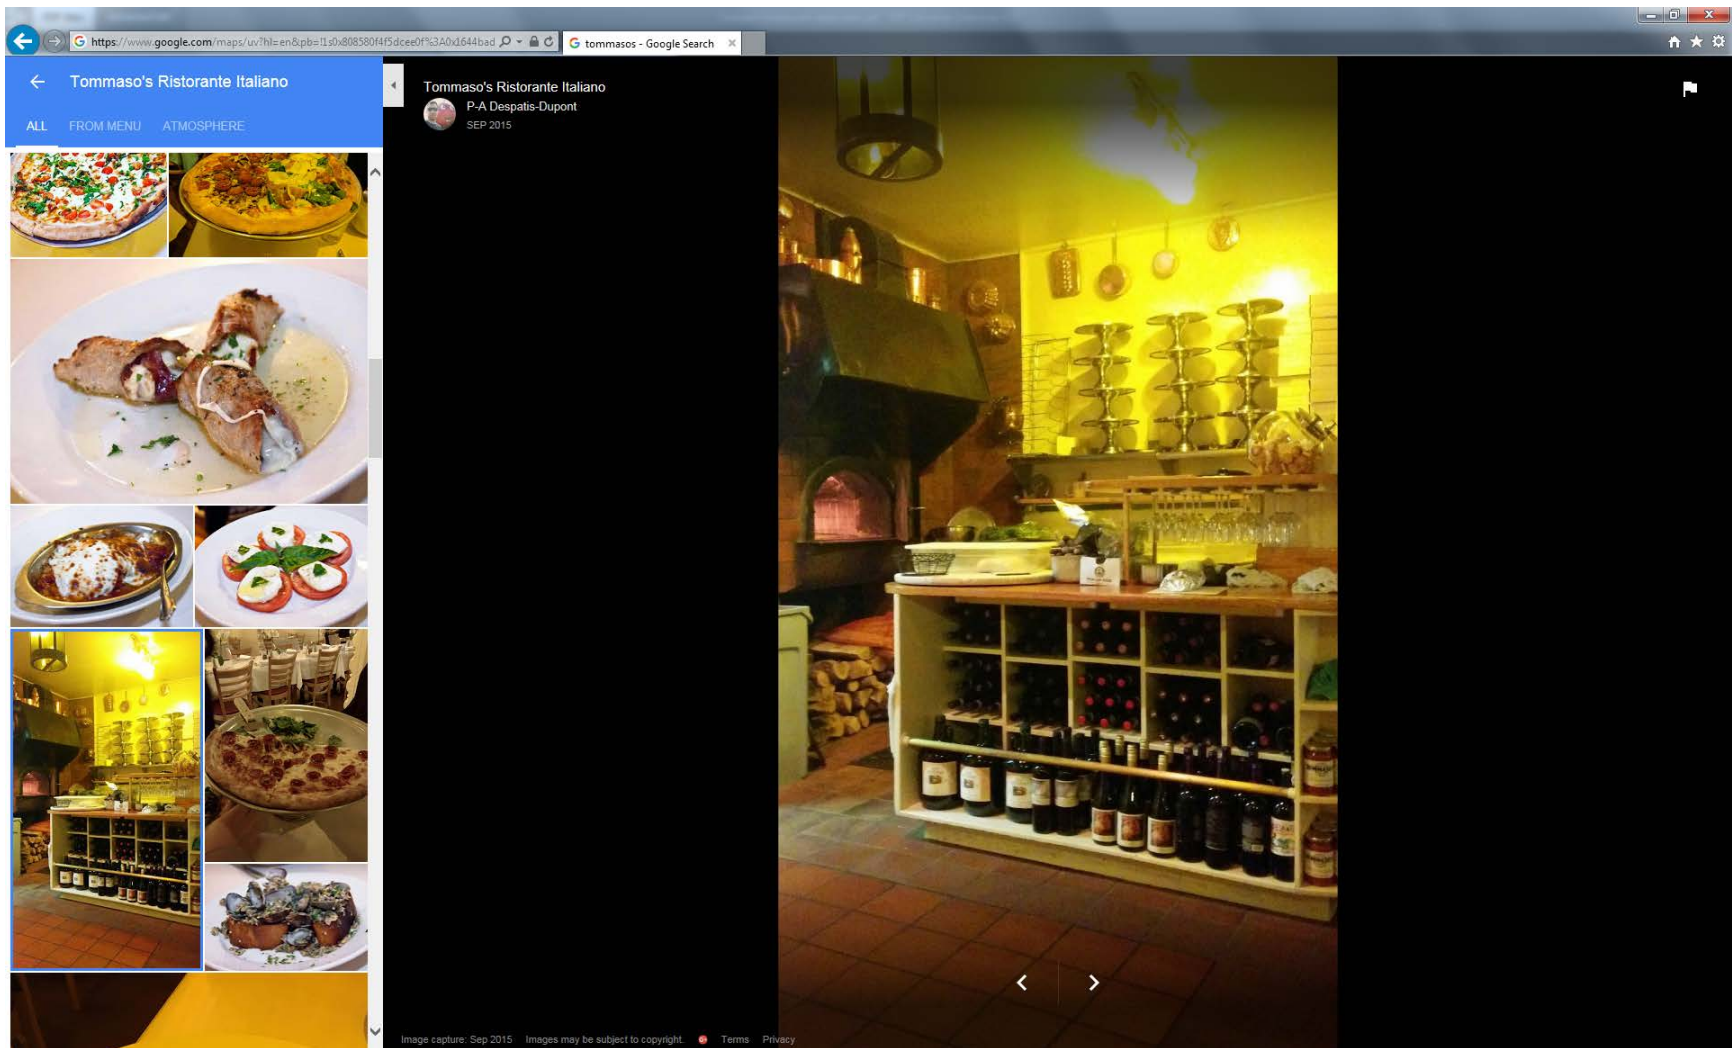 https://www.google.com/maps/uv?hl=en&pb=!1s0x808580f4f5dcee0f%3A0x1644bad
tommasos - Google Search
Tommaso's Ristorante Italiano
ALL FROM MENU ATMOSPHERE
Tommaso's Ristorante Italiano
P-A Despatis-Dupont
SEP 2015
Image capture: Sep 2015 Images may be subject to copyright. Terms Privacy